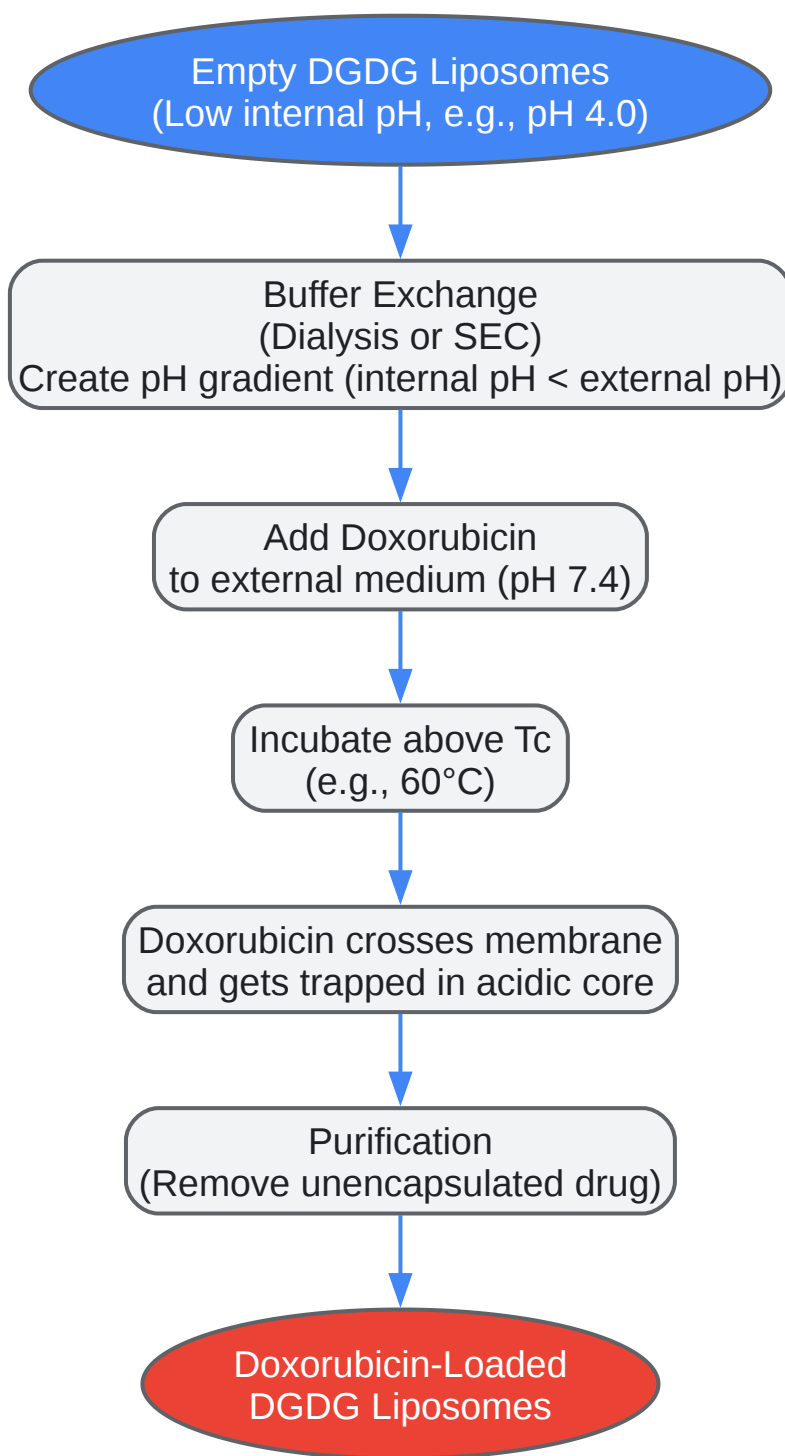 Empty DGDG Liposomes
(Low internal pH, e.g., pH 4.0)
Buffer Exchange
(Dialysis or SEC)
Create pH gradient (internal pH < external pH)
Add Doxorubicin
to external medium (pH 7.4)
Incubate above Tc
(e.g., 60°C)
Doxorubicin crosses membrane
and gets trapped in acidic core
Purification
(Remove unencapsulated drug)
Doxorubicin-Loaded
DGDG Liposomes